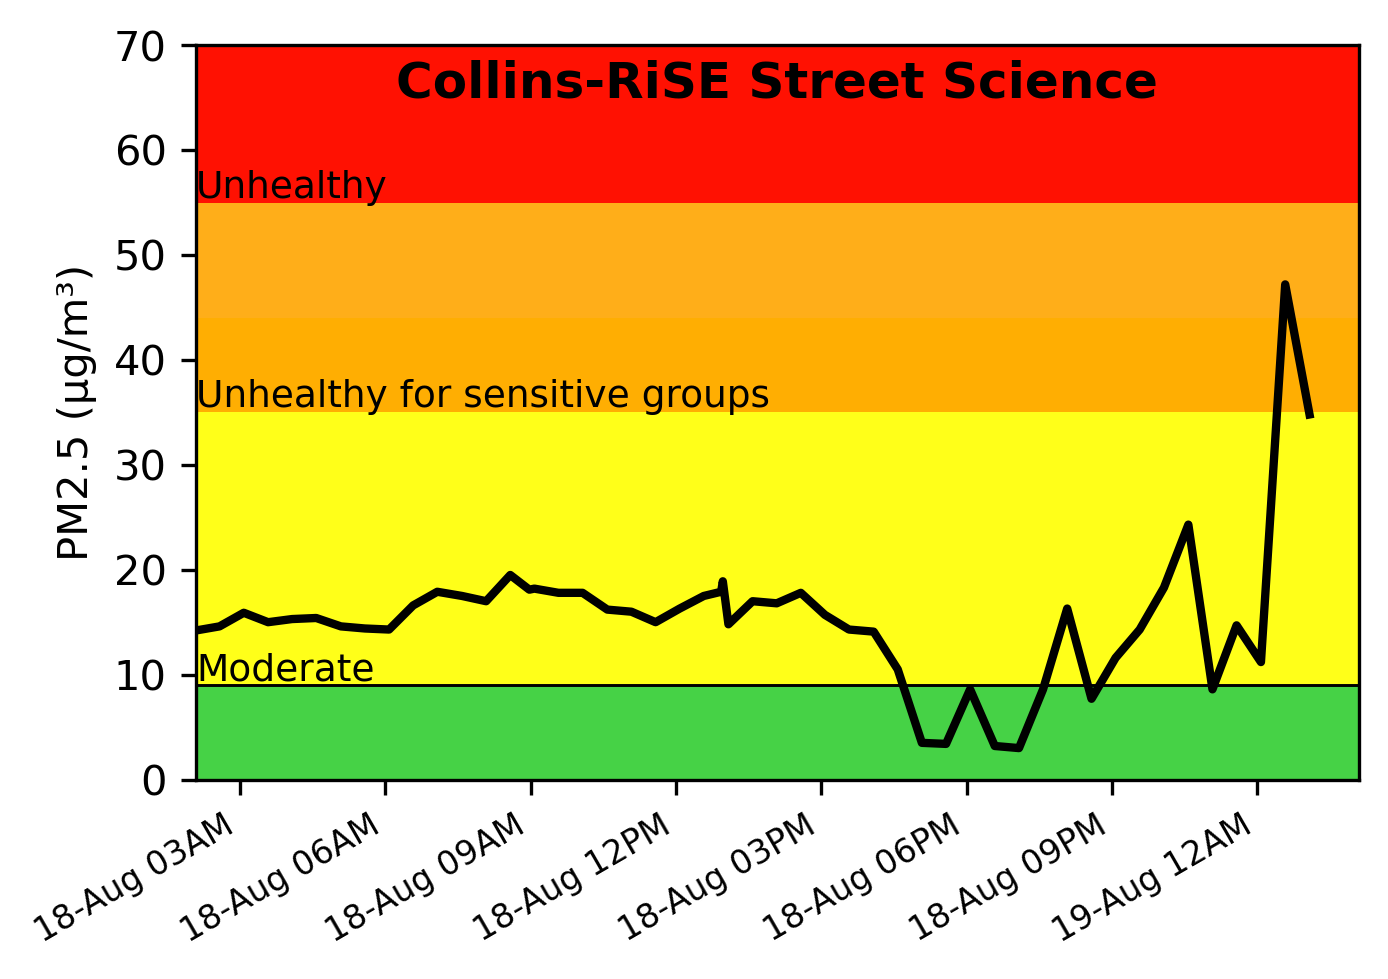 Collins-RiSE Street Science
70
60
50
40
30
20
10
0
PM2.5 (µg/m³)
Unhealthy
Unhealthy for sensitive groups
Moderate
18-Aug 03AM
18-Aug 06AM
18-Aug 09AM
18-Aug 12PM
18-Aug 03PM
18-Aug 06PM
18-Aug 09PM
19-Aug 12AM